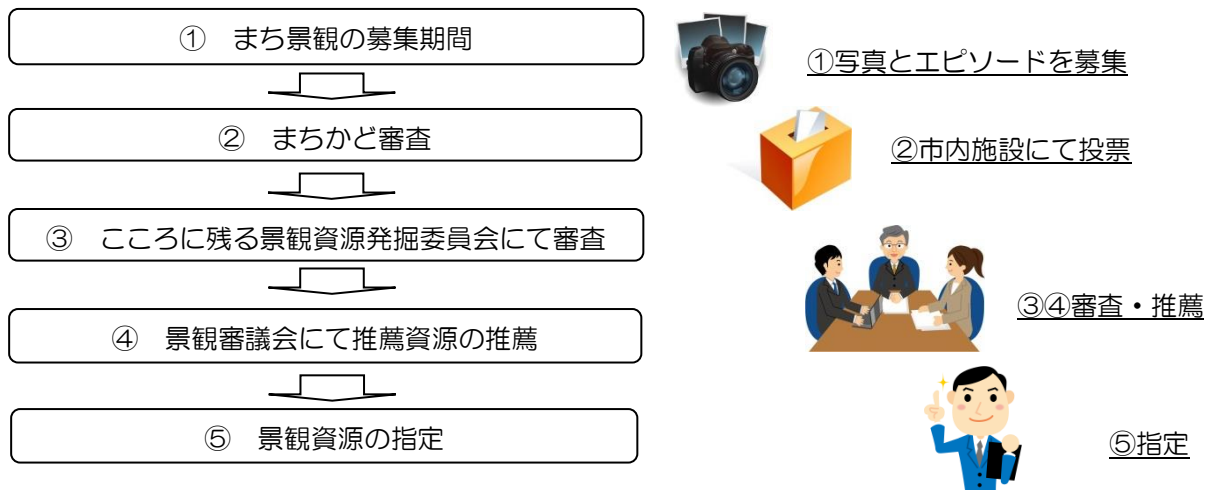 ① まち景観の募集期間
①写真とエピソードを募集
② まちかど審査
②市内施設にて投票
③ こころに残る景観資源発掘委員会にて審査
③④審査・推薦
④ 景観審議会にて推薦資源の推薦
⑤ 景観資源の指定
⑤指定